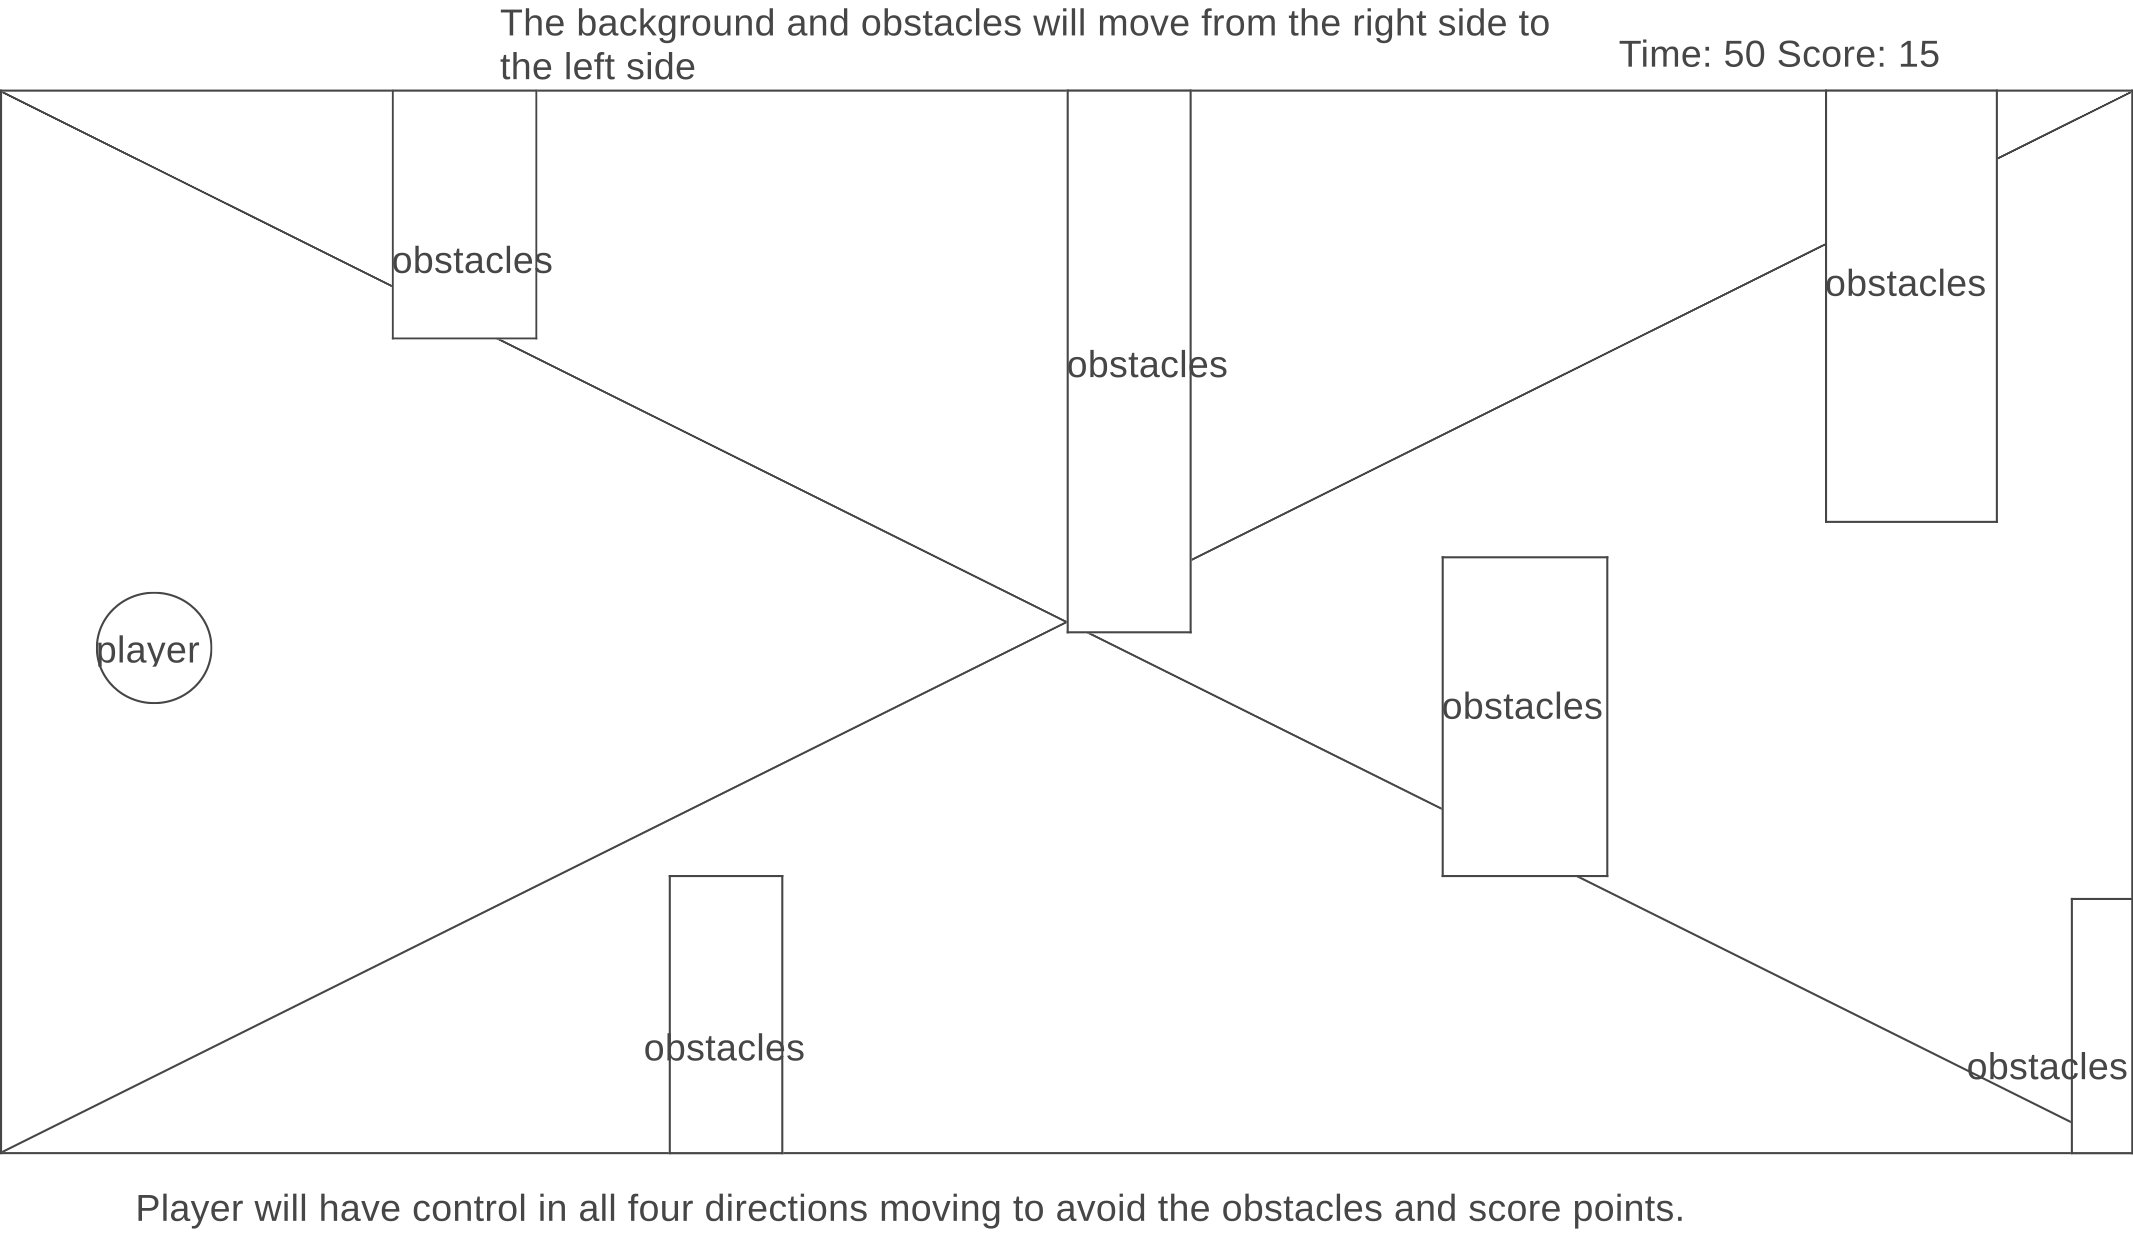 The background and obstacles will move from the right side to
the left side
Time: 50 Score: 15
obstacles
obstacles
obstacles
player
obstacles
obstacles
obstacles
Player will have control in all four directions moving to avoid the obstacles and score points.